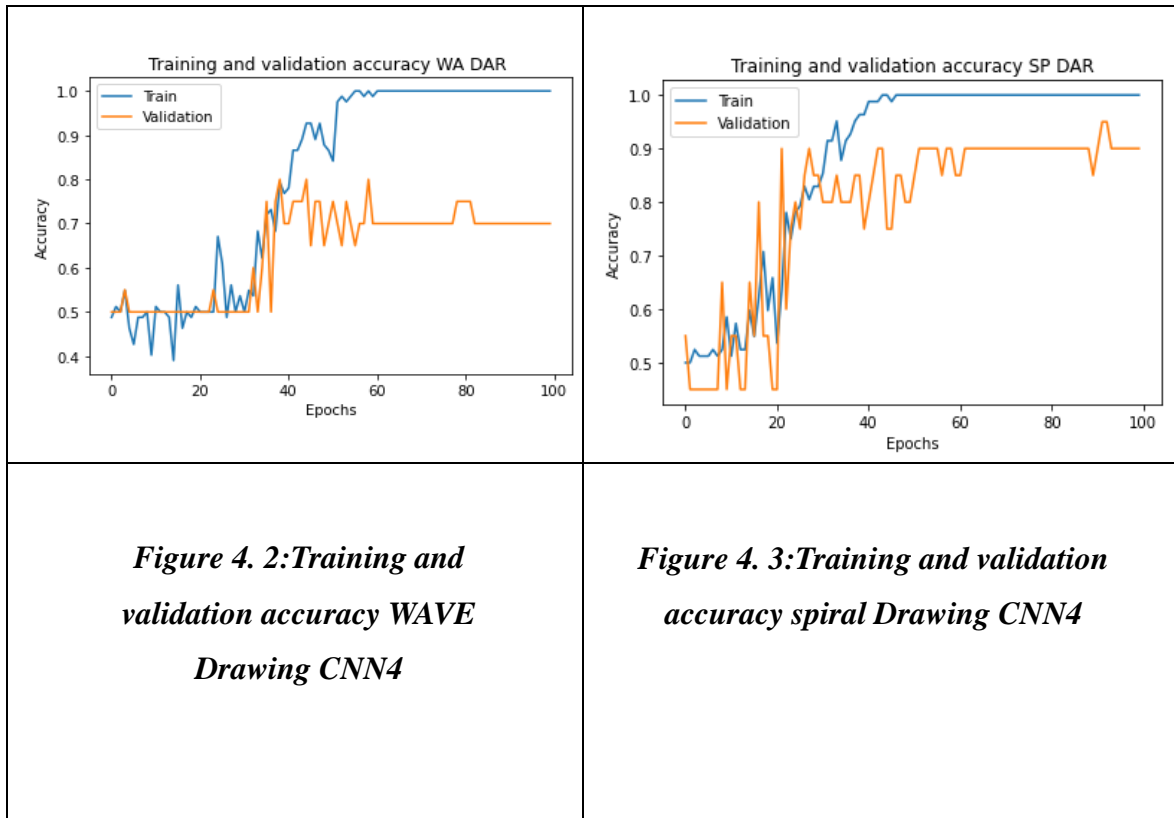 Training and validation accuracy WA DAR
Train
Validation
1.0
0.9
0.8
0.7
0.6
0.5
0.4
Accuracy
0 20 40 60 80 100
Epochs
Training and validation accuracy SP DAR
Train
Validation
1.0
0.9
0.8
0.7
0.6
0.5
Accuracy
0 20 40 60 80 100
Epochs
Figure 4. 2:Training and
validation accuracy WAVE
Drawing CNN4
Figure 4. 3:Training and validation
accuracy spiral Drawing CNN4